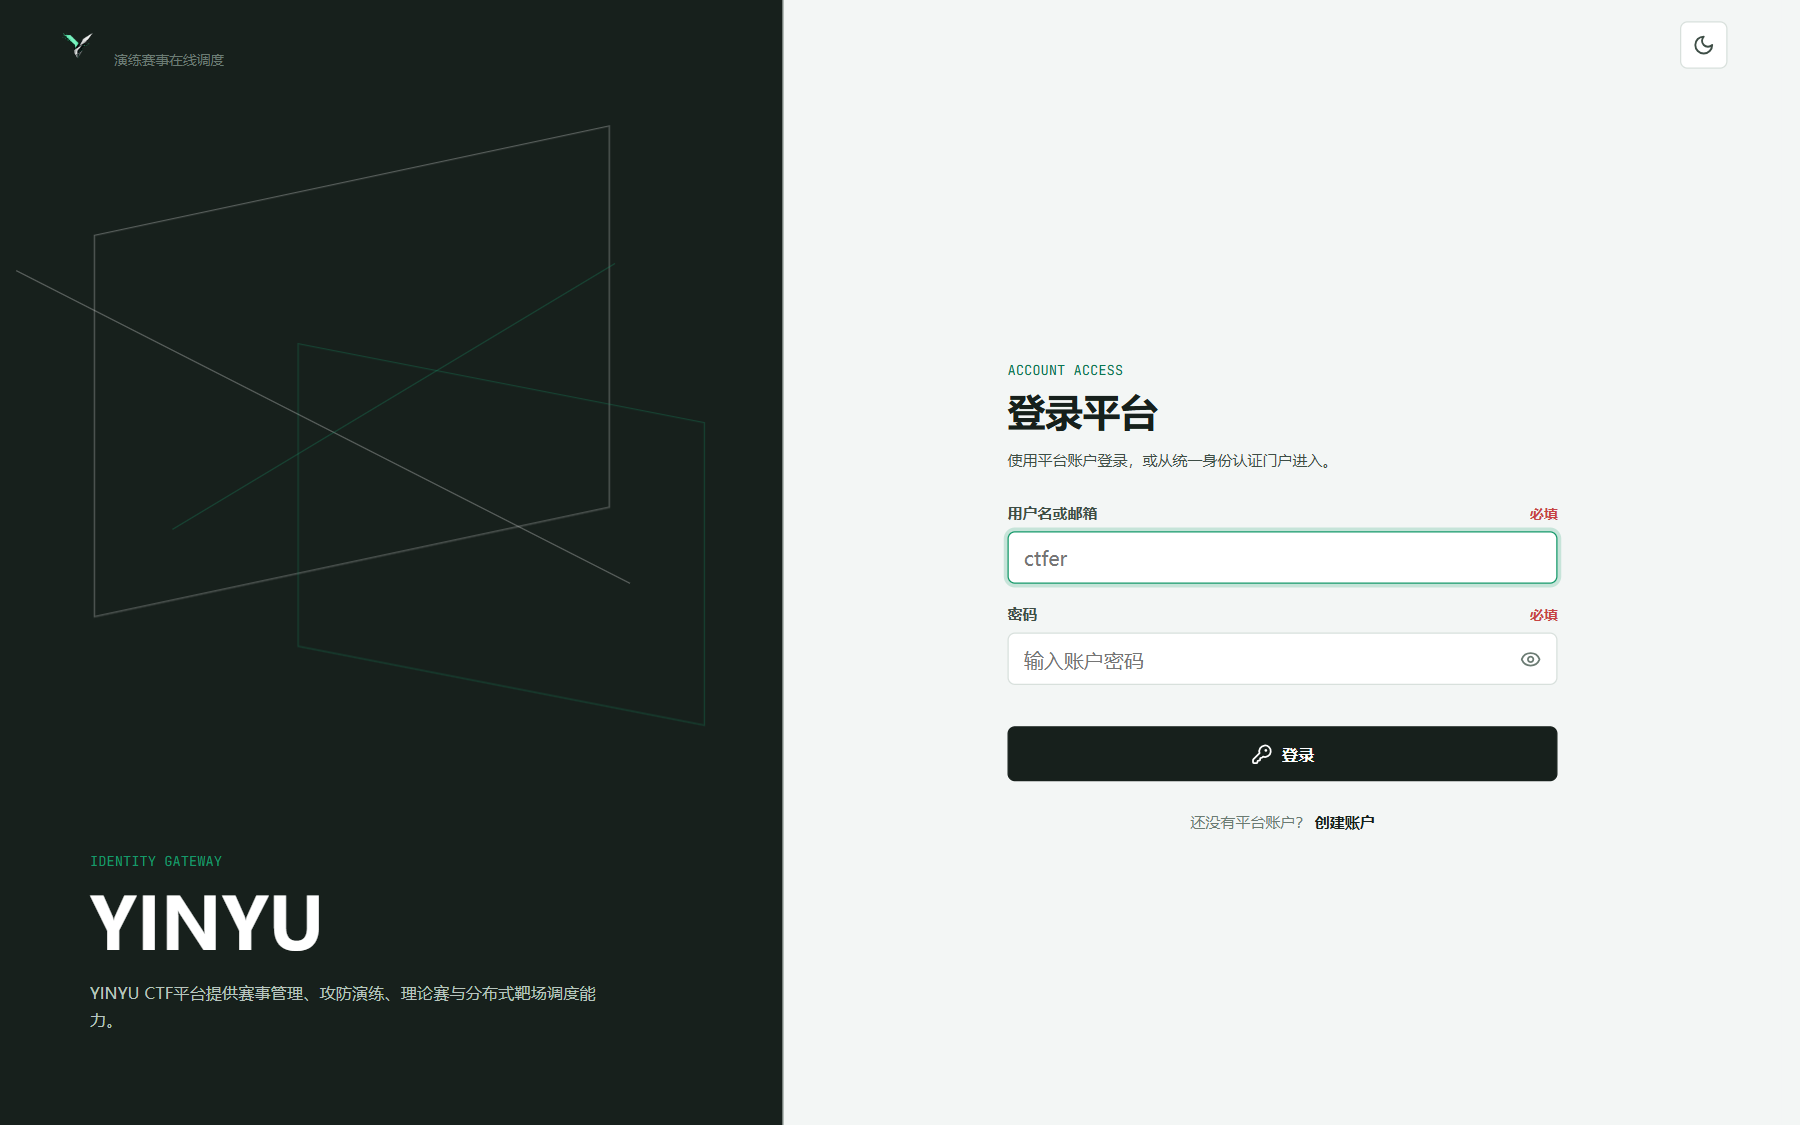 演练赛事在线调度
IDENTITY GATEWAY
YINYU
YINYU CTF平台提供赛事管理、攻防演练、理论赛与分布式靶场调度能
力。
ACCOUNT ACCESS
登录平台
使用平台账户登录，或从统一身份认证门户进入。
用户名或邮箱 必填
ctfer
密码 必填
输入账户密码
登录
还没有平台账户？ 创建账户